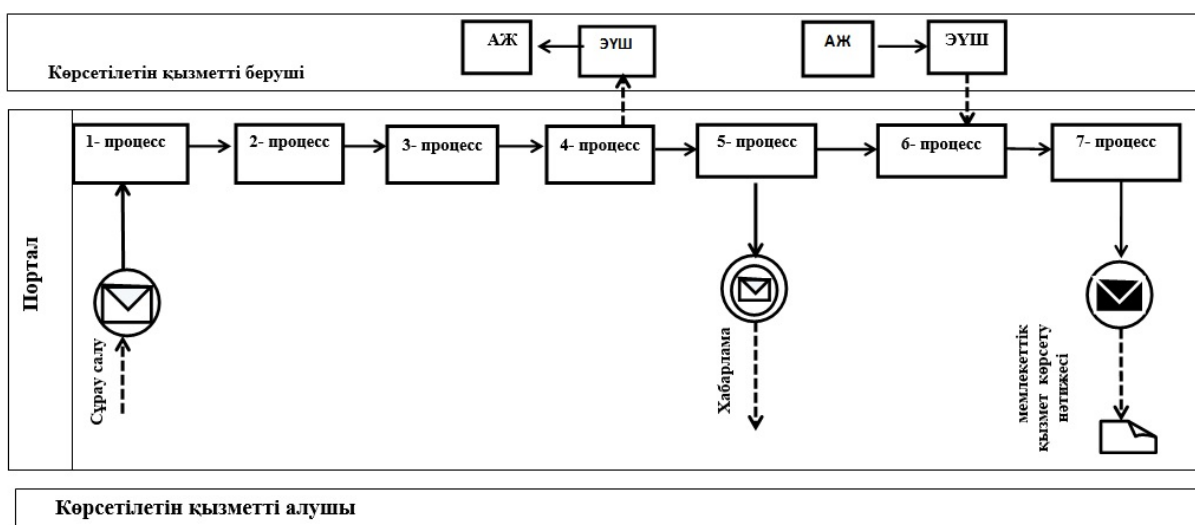 АЖ
ЭҮШ
АЖ
ЭҮШ
Көрсетілетін қызметті беруші
1- процесс
2- процесс
3- процесс
4- процесс
5- процесс
6- процесс
7- процесс
Портал
Сұрау салу
Хабарлама
мемлекеттік
қызмет көрсету
нәтижесі
Көрсетілетін қызметті алушы